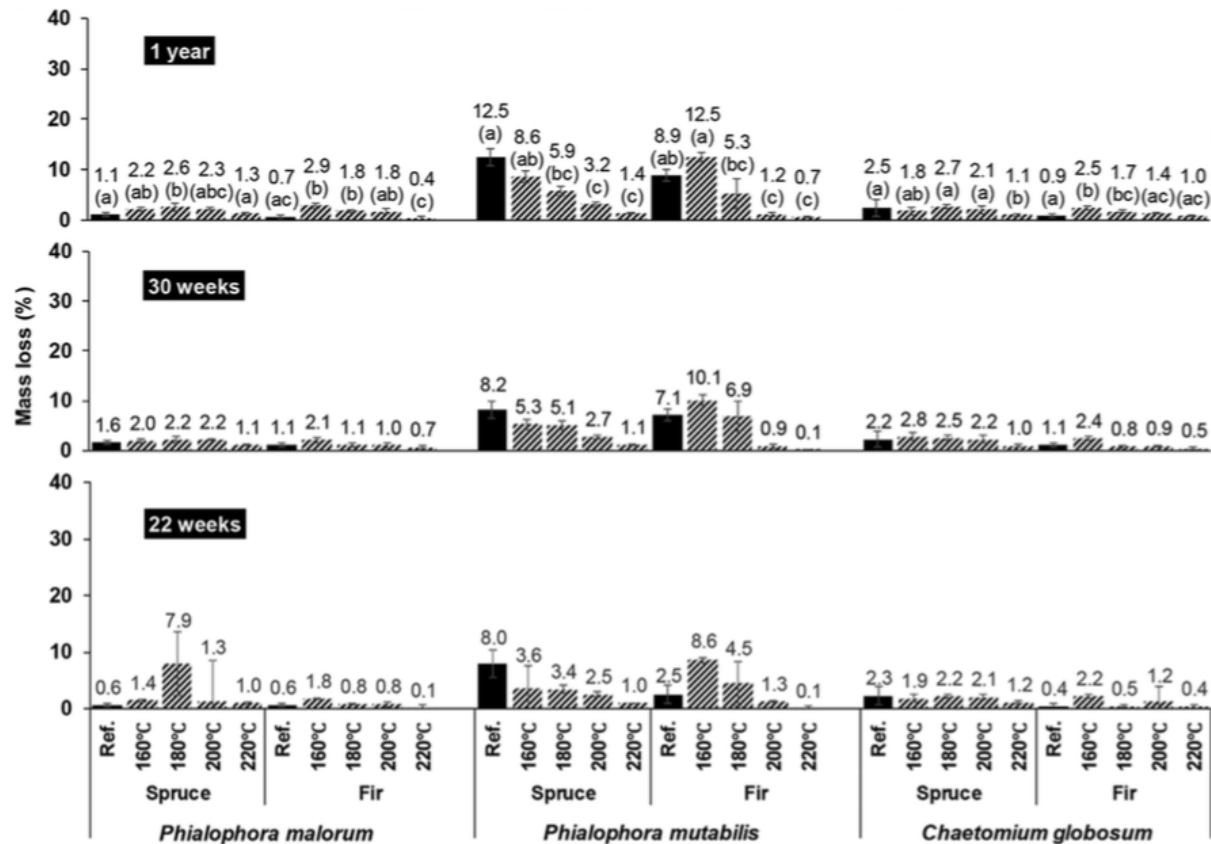 40
1 year
30
20
12.5 12.5
(a) 8.6 8.9 (a) 5.3
1.1 2.2 2.6 2.3 1.3 0.7 2.9 1.8 1.8 0.4 (ab) 5.9 3.2 1.4 (ab) (bc) 1.2 0.7 2.5 1.8 2.7 2.1 1.1 0.9 2.5 1.7 1.4 1.0
10
(a) (ab) (b) (abc) (a) (ac) (b) (b) (ab) (c) (bc) (c) (c) (c) (c) (a) (ab) (a) (a) (b) (a) (b) (bc) (ac) (ac)
0
Mass loss (%)
40
30 weeks
30
20
10
8.2 5.3 5.1 2.7 1.1 7.1 10.1 6.9 0.9 0.1
1.6 2.0 2.2 2.2 1.1 1.1 2.1 1.1 1.0 0.7 2.2 2.8 2.5 2.2 1.0 1.1 2.4 0.8 0.9 0.5
0
40
22 weeks
30
20
10
0.6 1.4 7.9 1.3 1.0 0.6 1.8 0.8 0.8 0.1 8.0 3.6 3.4 2.5 1.0 2.5 8.6 4.5 1.3 0.1 2.3 1.9 2.2 2.1 1.2 0.4 2.2 0.5 1.2 0.4
0
Ref. 160°C 180°C 200°C 220°C Ref. 160°C 180°C 200°C 220°C Ref. 160°C 180°C 200°C 220°C Ref. 160°C 180°C 200°C 220°C Ref. 160°C 180°C 200°C 220°C Ref. 160°C 180°C 200°C 220°C
Spruce Fir Spruce Fir Spruce Fir
Phialophora malorum Phialophora mutabilis Chaetomium globosum